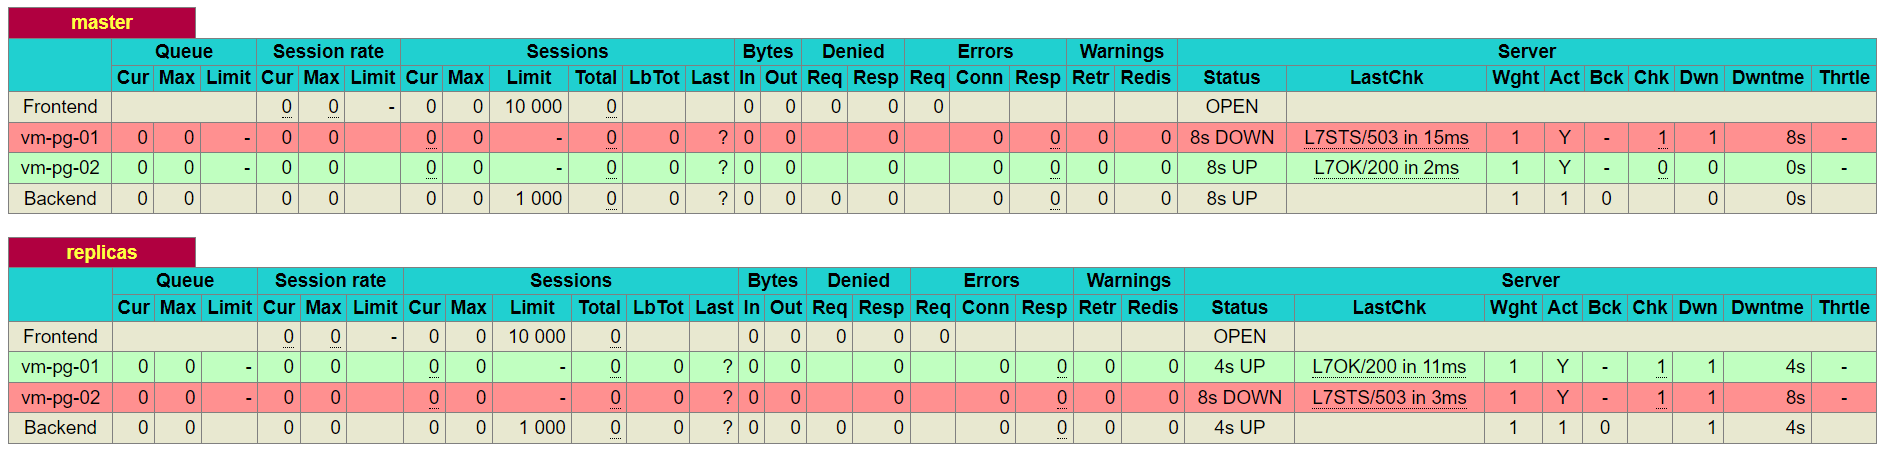 master
Queue Session rate Sessions Bytes Denied Errors Warnings Server
Cur Max Limit Cur Max Limit Cur Max Limit Total LbTot Last In Out Req Resp Req Conn Resp Retr Redis Status LastChk Wght Act Bck Chk Dwn Dwntme Thrtle
Frontend 0 0 - 0 0 10 000 0 0 0 0 0 0 OPEN
vm-pg-01 0 0 - 0 0 0 0 - 0 0 ? 0 0 0 0 0 0 0 8s DOWN L7STS/503 in 15ms 1 Y - 1 1 8s -
vm-pg-02 0 0 - 0 0 0 0 - 0 0 ? 0 0 0 0 0 0 0 8s UP L7OK/200 in 2ms 1 Y - 0 0 0s -
Backend 0 0 0 0 0 0 1 000 0 0 ? 0 0 0 0 0 0 0 0 8s UP 1 1 0 0 0s
replicas
Queue Session rate Sessions Bytes Denied Errors Warnings Server
Cur Max Limit Cur Max Limit Cur Max Limit Total LbTot Last In Out Req Resp Req Conn Resp Retr Redis Status LastChk Wght Act Bck Chk Dwn Dwntme Thrtle
Frontend 0 0 - 0 0 10 000 0 0 0 0 0 0 OPEN
vm-pg-01 0 0 - 0 0 0 0 - 0 0 ? 0 0 0 0 0 0 0 4s UP L7OK/200 in 11ms 1 Y - 1 1 4s -
vm-pg-02 0 0 - 0 0 0 0 - 0 0 ? 0 0 0 0 0 0 0 8s DOWN L7STS/503 in 3ms 1 Y - 1 1 8s -
Backend 0 0 0 0 0 0 1 000 0 0 ? 0 0 0 0 0 0 0 0 4s UP 1 1 0 1 4s